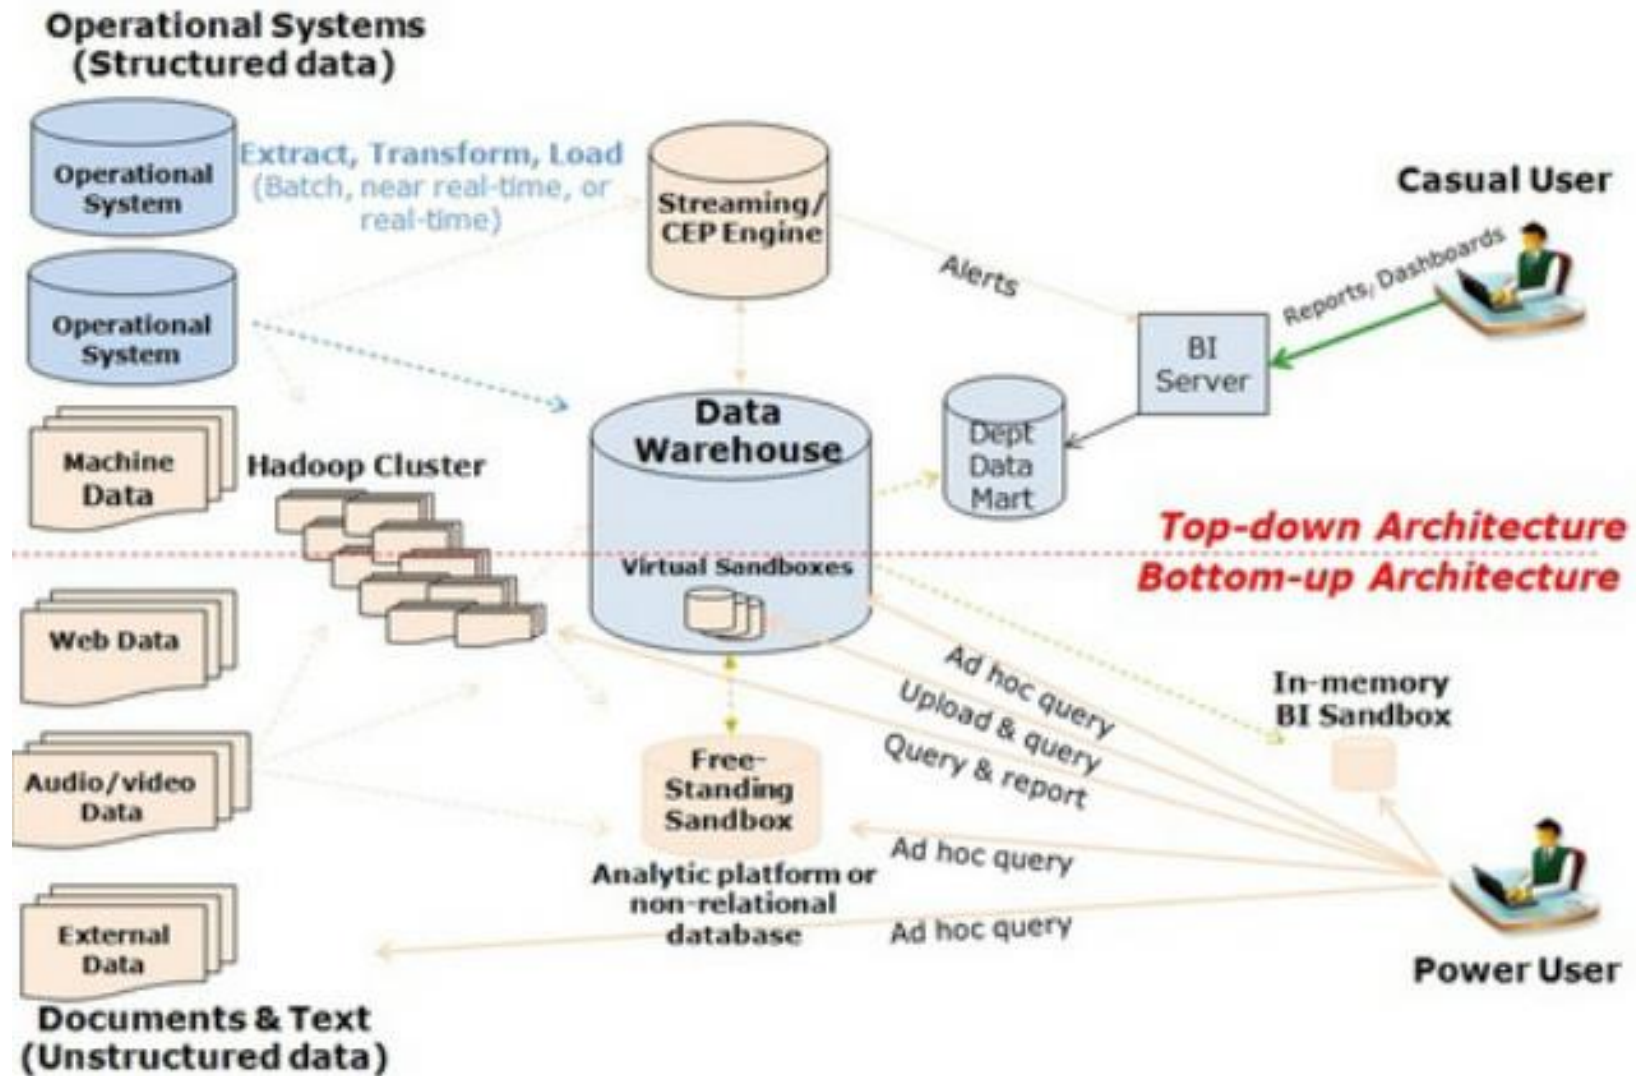 Operational Systems
(Structured data)
Operational
System
Extract, Transform, Load
(Batch, near real-time, or
real-time)
Streaming/
CEP Engine
Casual User
Reports, Dashboards
Alerts
Operational
System
BI
Server
Data
Warehouse
Dept
Data
Mart
Machine
Data
Hadoop Cluster
Top-down Architecture
Bottom-up Architecture
Virtual Sandboxes
Web Data
Ad hoc query
Upload & query
Query & report
In-memory
BI Sandbox
Audio/video
Data
Free-
Standing
Sandbox
Ad hoc query
Analytic platform or
non-relational
database
Ad hoc query
External
Data
Power User
Documents & Text
(Unstructured data)